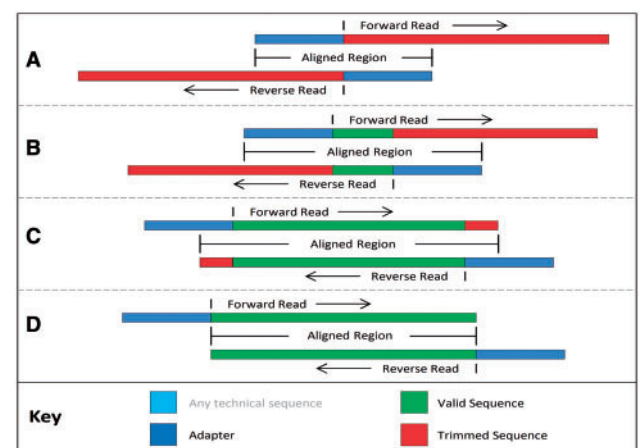 Forward Read
A
Aligned Region
Reverse Read
Forward Read
B
Aligned Region
Reverse Read
Forward Read
C
Aligned Region
Reverse Read
Forward Read
D
Aligned Region
Reverse Read
Key
Any technical sequence
Valid Sequence
Adapter
Trimmed Sequence